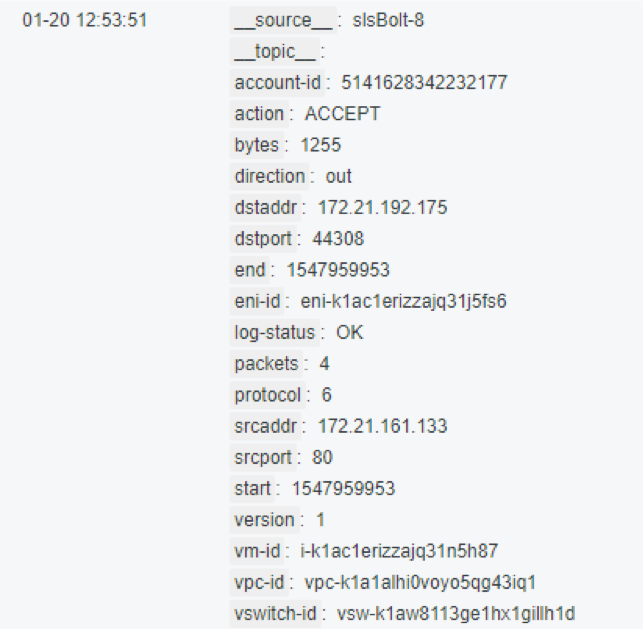 01-20 12:53:51 __source__ : slsBolt-8
__topic__ :
account-id : 5141628342232177
action : ACCEPT
bytes : 1255
direction : out
dstaddr : 172.21.192.175
dstport : 44308
end : 1547959953
eni-id : eni-k1ac1erizzajq31j5fs6
log-status : OK
packets : 4
protocol : 6
srcaddr : 172.21.161.133
srcport : 80
start : 1547959953
version : 1
vm-id : i-k1ac1erizzajq31n5h87
vpc-id : vpc-k1a1alhi0voyo5qg43iq1
vswitch-id : vsw-k1aw8113ge1hx1gillh1d